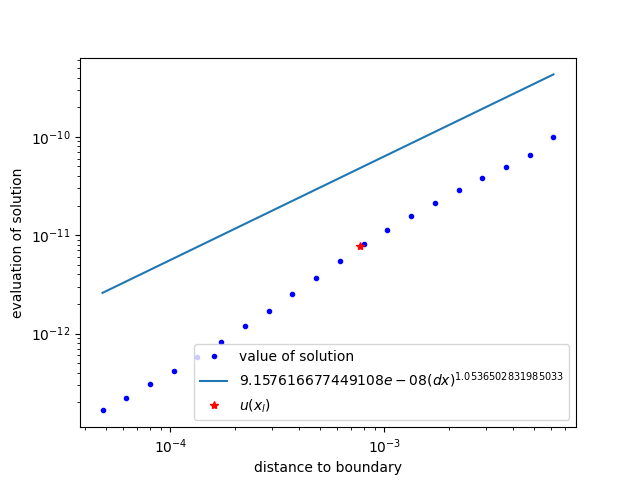 10⁻¹⁰
10⁻¹¹
10⁻¹²
evaluation of solution
value of solution
9.157616677449108e − 08(dx)^1.0536502831985033
u(x_l)
10⁻⁴
10⁻³
distance to boundary